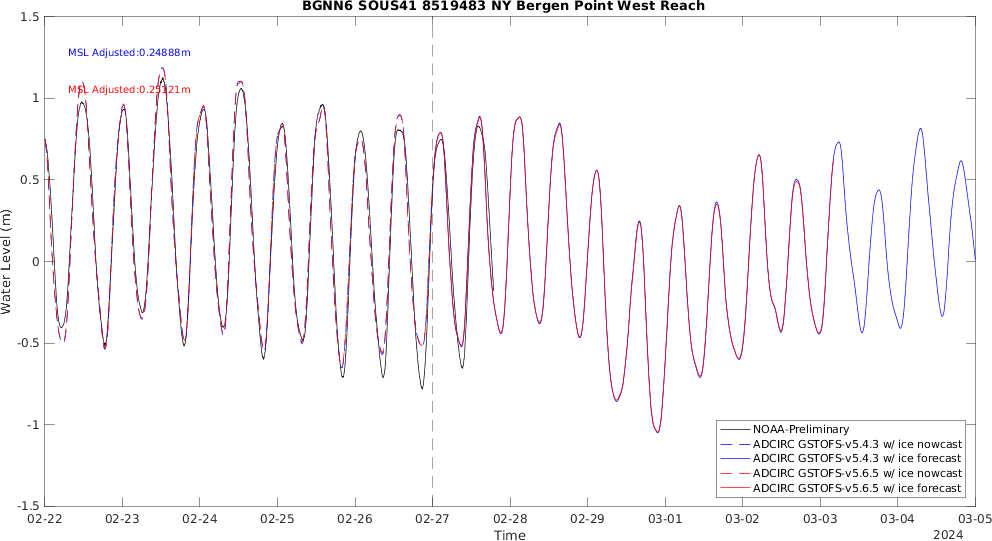 BGNN6 SOUS41 8519483 NY Bergen Point West Reach
1.5
MSL Adjusted:0.24888m
MSL Adjusted:0.25121m
1
0.5
0
-0.5
-1
-1.5
Water Level (m)
NOAA-Preliminary
ADCIRC GSTOFS-v5.4.3 w/ ice nowcast
ADCIRC GSTOFS-v5.4.3 w/ ice forecast
ADCIRC GSTOFS-v5.6.5 w/ ice nowcast
ADCIRC GSTOFS-v5.6.5 w/ ice forecast
02-22 02-23 02-24 02-25 02-26 02-27 02-28 02-29 03-01 03-02 03-03 03-04 03-05
Time
2024